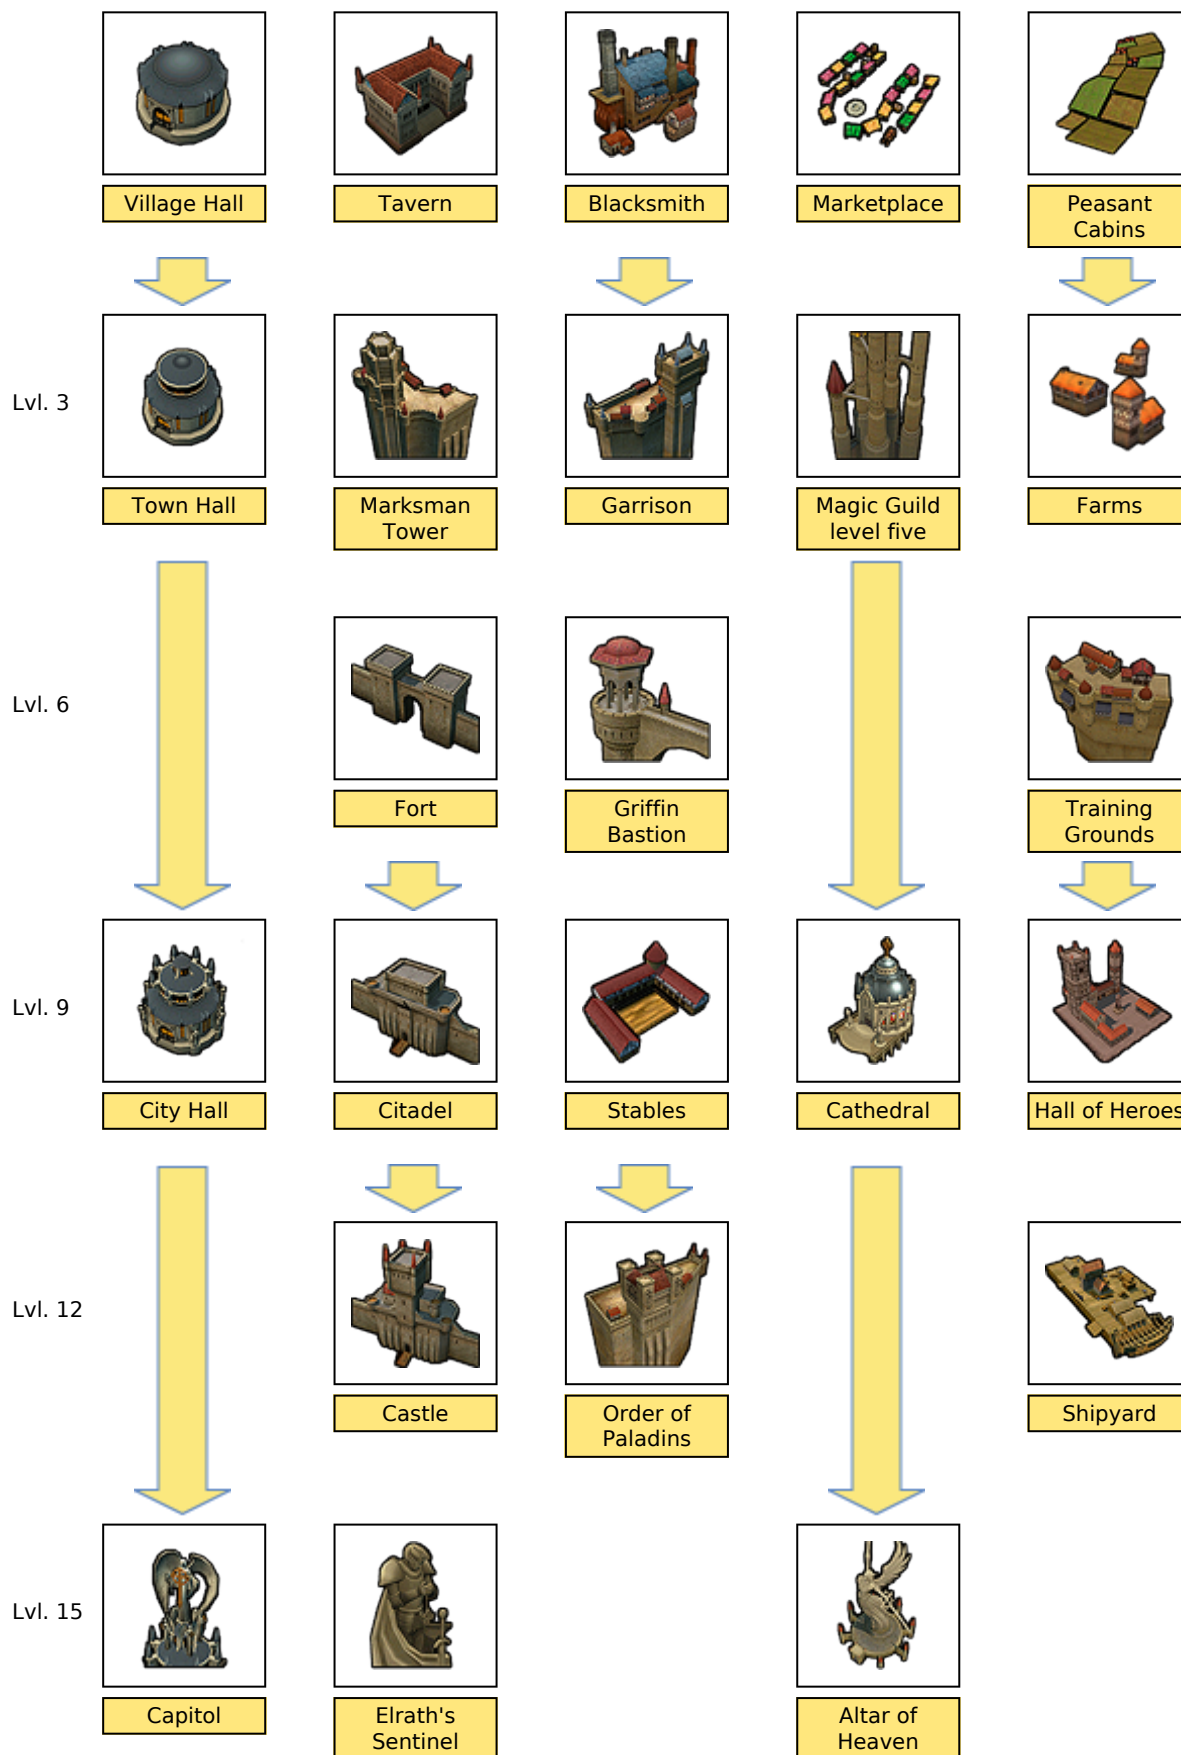 Village Hall
Tavern
Blacksmith
Marketplace
Peasant
Cabins
Lvl. 3
Town Hall
Marksman
Tower
Garrison
Magic Guild
level five
Farms
Lvl. 6
Fort
Griffin
Bastion
Training
Grounds
Lvl. 9
City Hall
Citadel
Stables
Cathedral
Hall of Heroes
Lvl. 12
Castle
Order of
Paladins
Shipyard
Lvl. 15
Capitol
Elrath's
Sentinel
Altar of
Heaven